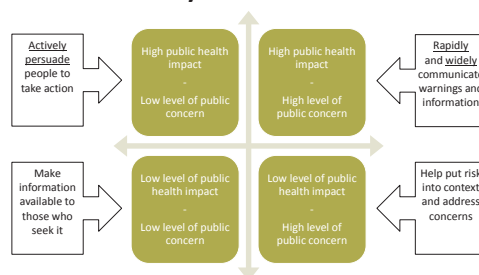 Actively
persuade
people to
take action
High public health
impact
-
Low level of public
concern
High public health
impact
-
High level of
public concern
Rapidly
and widely
communicate
warnings and
information
Make
information
available to
those who
seek it
Low level of public
health impact
-
Low level of public
concern
Low level of public
health impact
-
High level of
public concern
Help put risk
into context
and address
concerns